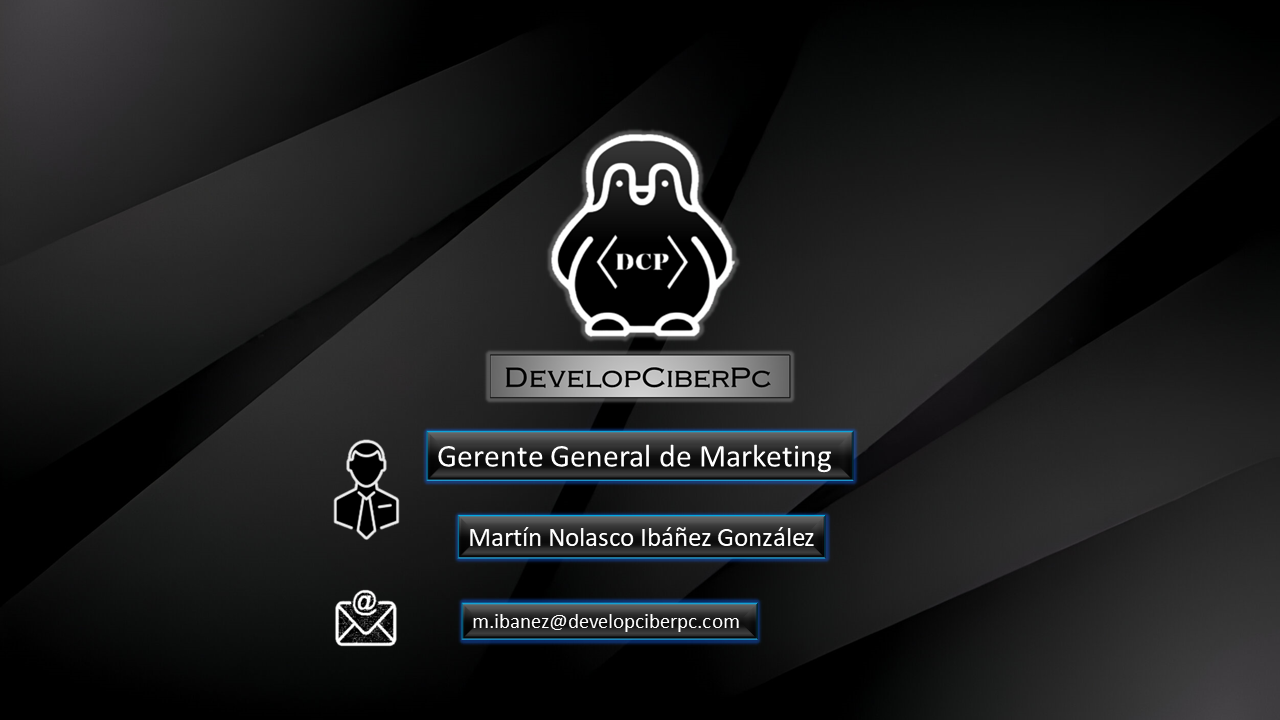 〈DCP〉
DevelopCiberPc
Gerente General de Marketing
Martín Nolasco Ibáñez González
@
m.ibanez@developciberpc.com